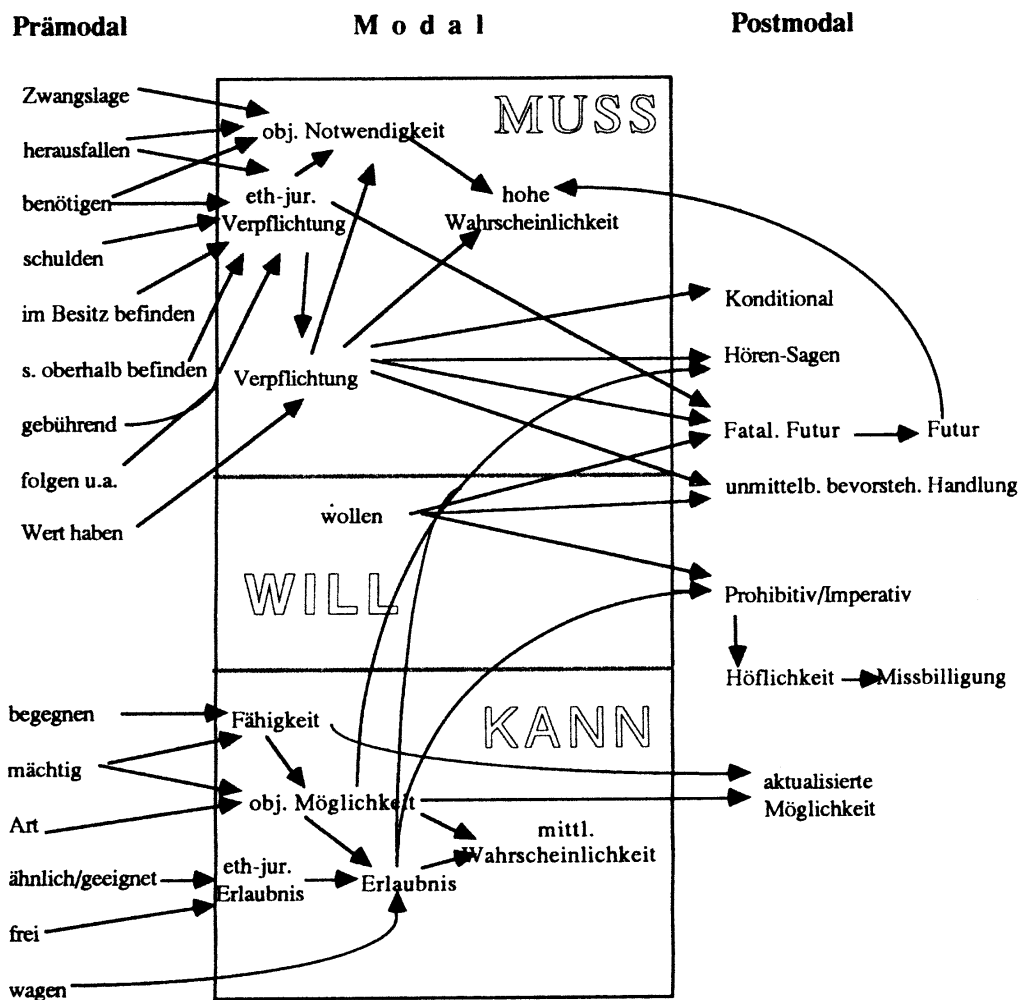 Prämodal
M o d a l
Postmodal
MUSS
Zwangslage
herausfallen
benötigen
schulden
im Besitz befinden
s. oberhalb befinden
gebührend
folgen u.a.
Wert haben
obj. Notwendigkeit
eth-jur.
Verpflichtung
hohe
Wahrscheinlichkeit
Verpflichtung
Konditional
Hören-Sagen
Fatal. Futur
Futur
unmittelb. bevorsteh. Handlung
wollen
WILL
Prohibitiv/Imperativ
Höflichkeit
Missbilligung
begegnen
mächtig
Art
ähnlich/geeignet
frei
wagen
Fähigkeit
KANN
obj. Möglichkeit
mittl.
Wahrscheinlichkeit
eth-jur.
Erlaubnis
Erlaubnis
aktualisierte
Möglichkeit